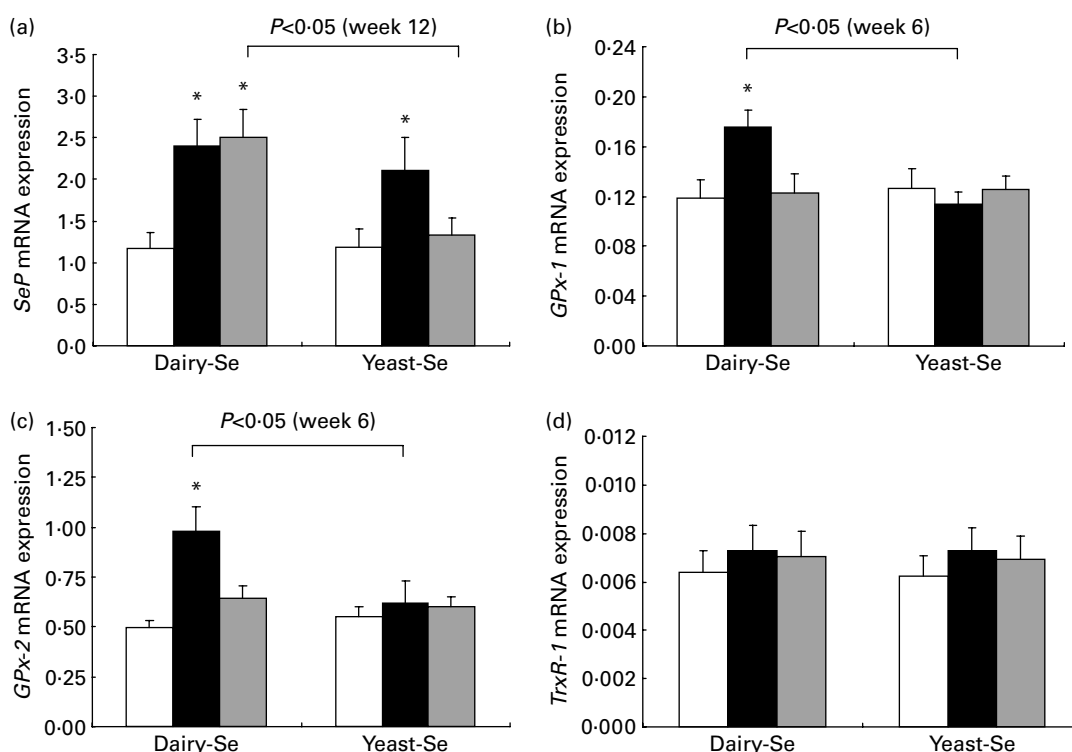 (a)
P<0·05 (week 12)
3·5
3·0
2·5
2·0
1·5
1·0
0·5
0·0
SeP mRNA expression
*
*
*
Dairy-Se
Yeast-Se
(b)
P<0·05 (week 6)
0·24
0·20
0·16
0·12
0·08
0·04
0·00
GPx-1 mRNA expression
*
Dairy-Se
Yeast-Se
(c)
P<0·05 (week 6)
1·50
1·25
1·00
0·75
0·50
0·25
0·00
GPx-2 mRNA expression
*
Dairy-Se
Yeast-Se
(d)
0·012
0·010
0·008
0·006
0·004
0·002
0·000
TrxR-1 mRNA expression
Dairy-Se
Yeast-Se